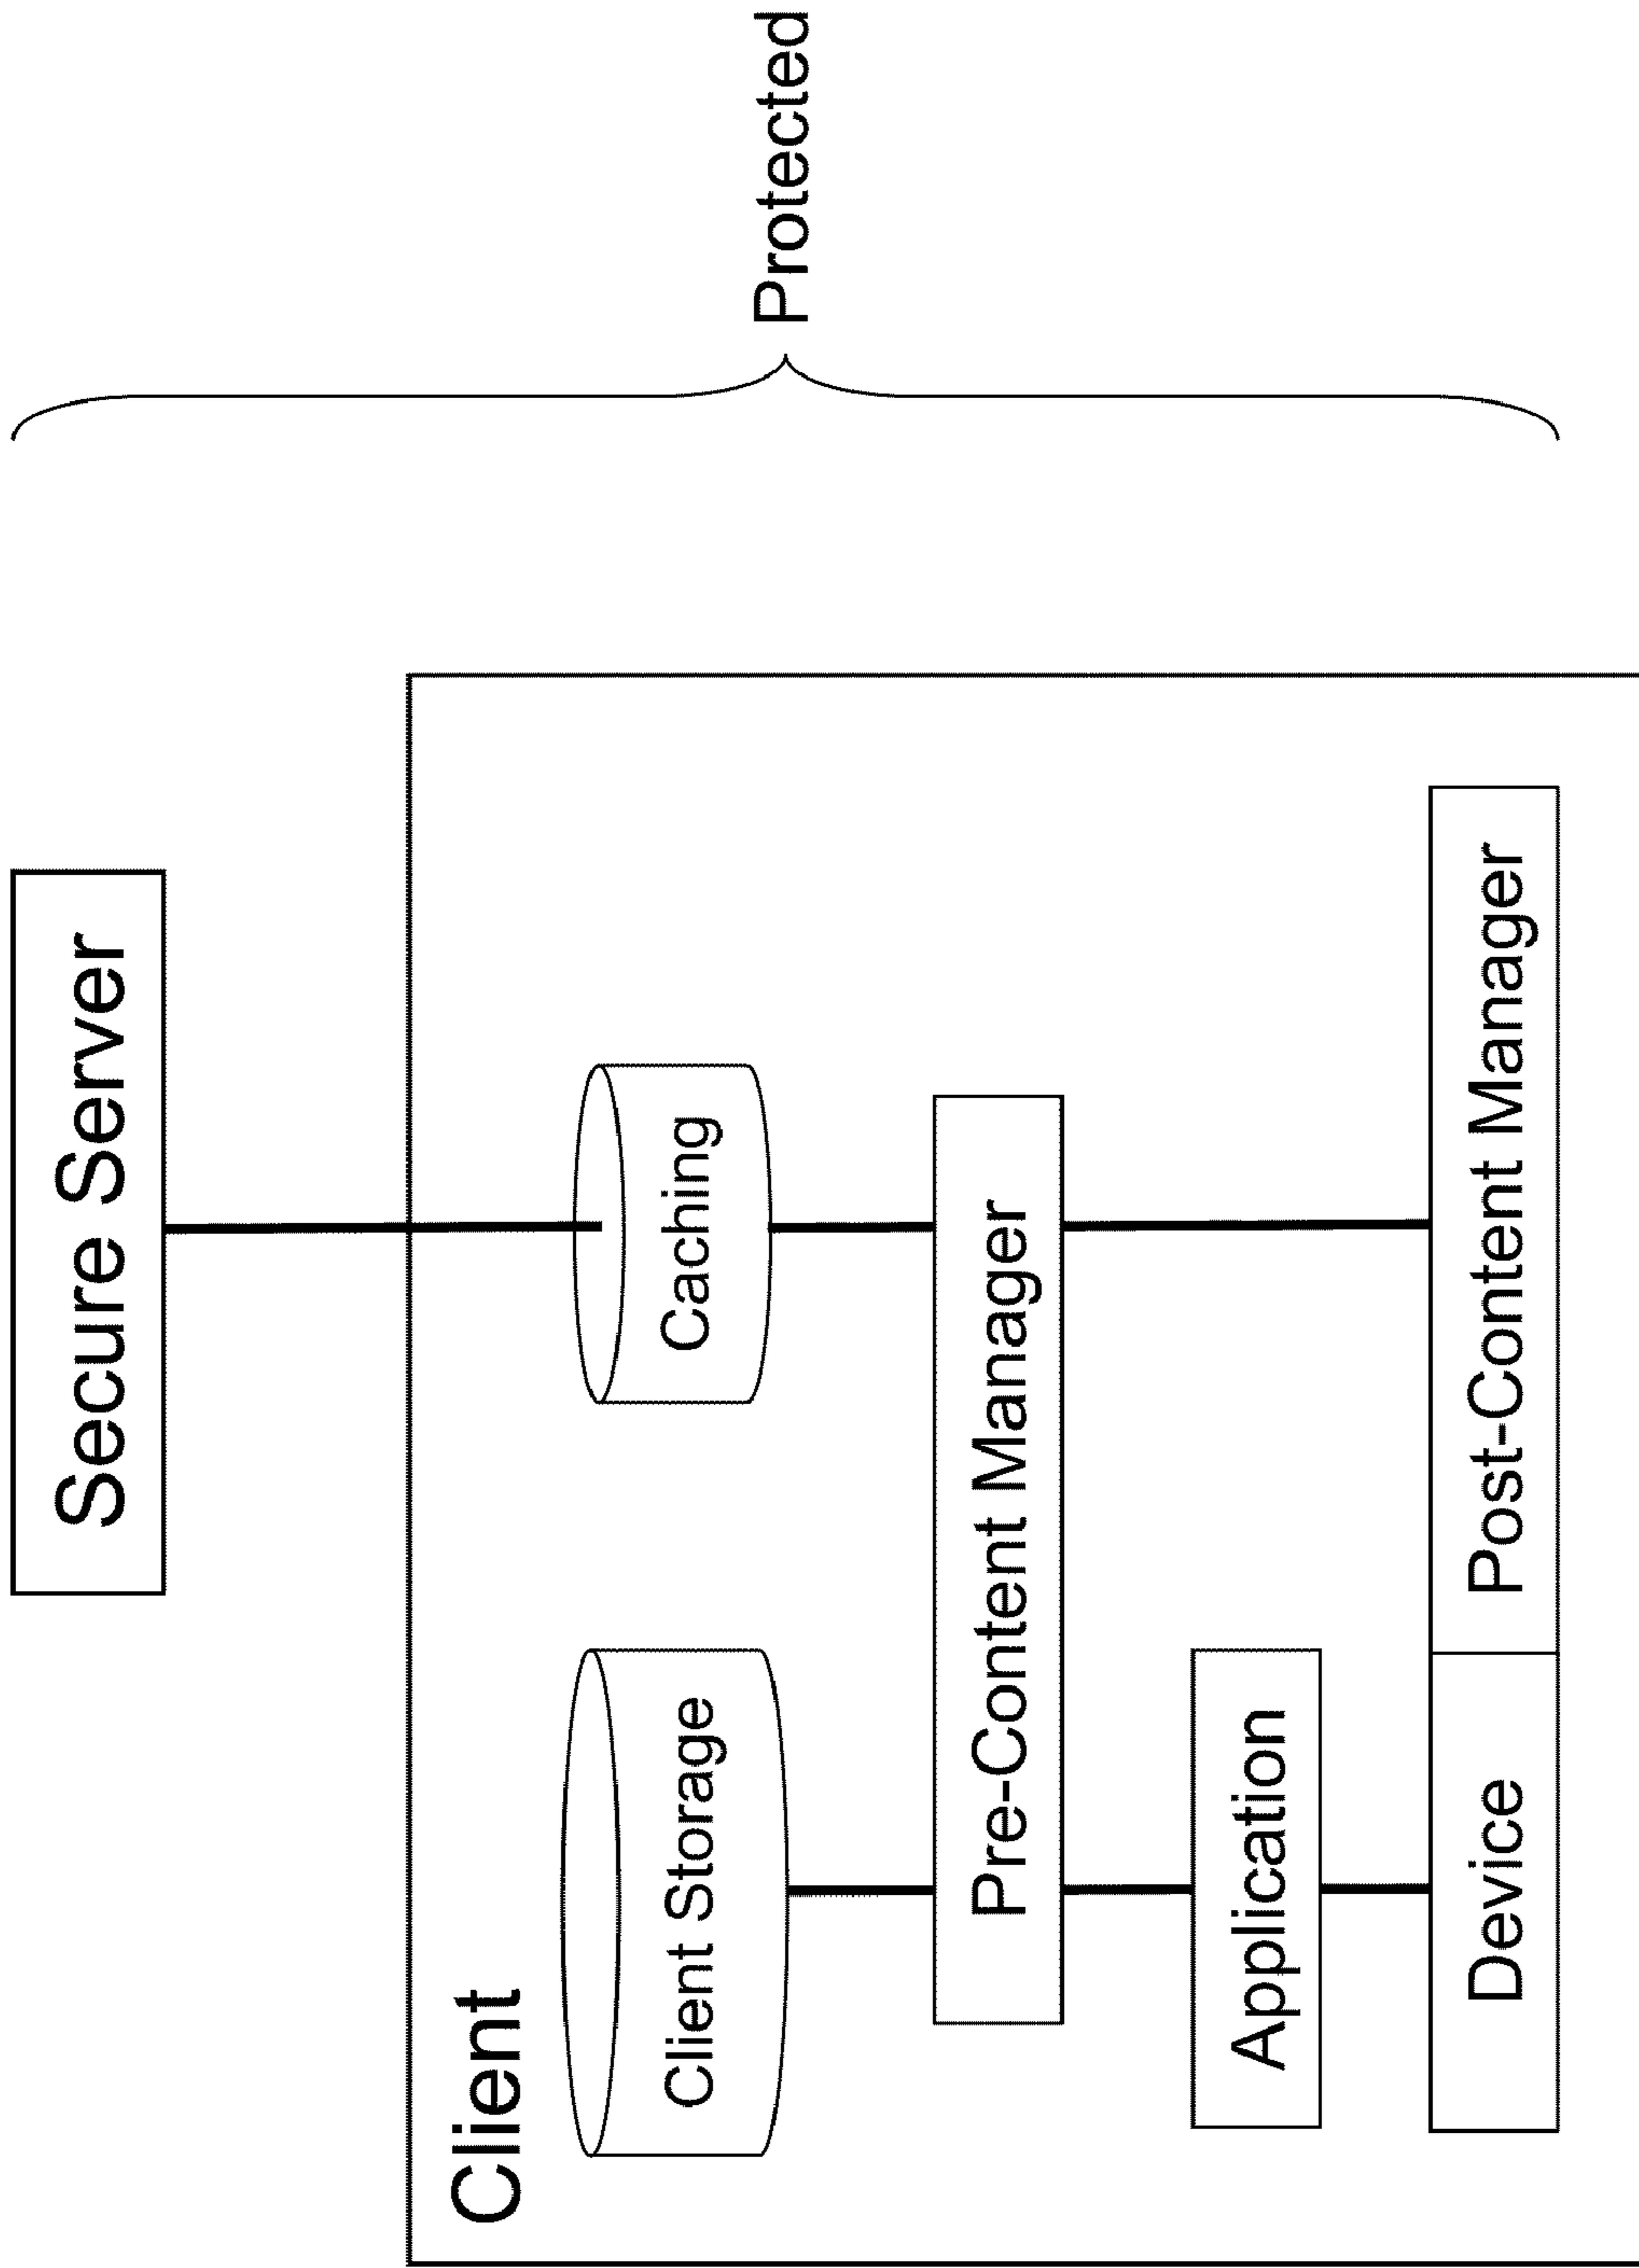 Secure Server
Client
Client Storage
Caching
Pre-Content Manager
Application
Device
Post-Content Manager
Protected